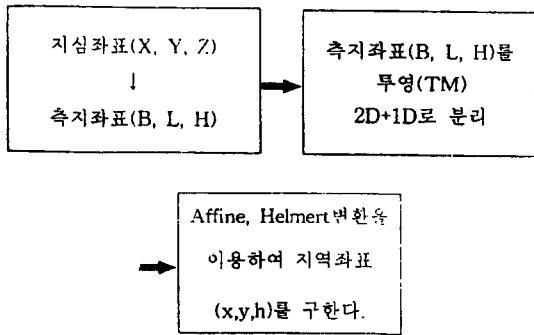 지심좌표(X, Y, Z)
↓
측지좌표(B, L, H)
측지좌표(B, L, H)를
투영(TM)
2D+1D로 분리
Affine, Helmert변환을
이용하여 지역좌표
(x,y,h)를 구한다.